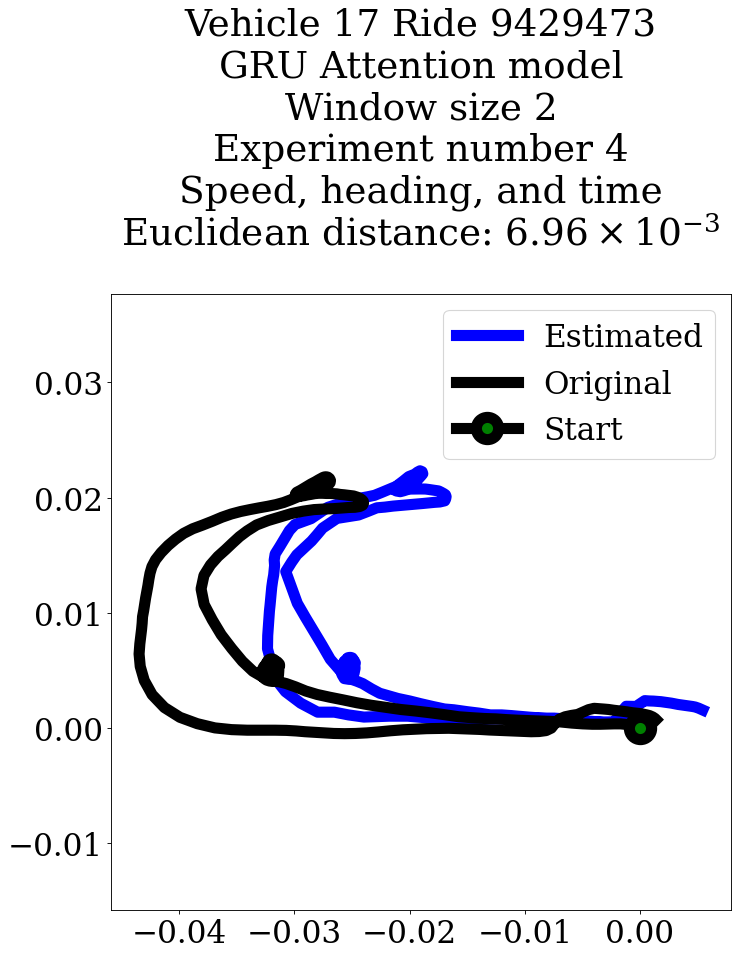 Vehicle 17 Ride 9429473
GRU Attention model
Window size 2
Experiment number 4
Speed, heading, and time
Euclidean distance: 6.96 × 10⁻³
Estimated
Original
Start
0.03
0.02
0.01
0.00
−0.01
−0.04
−0.03
−0.02
−0.01
0.00